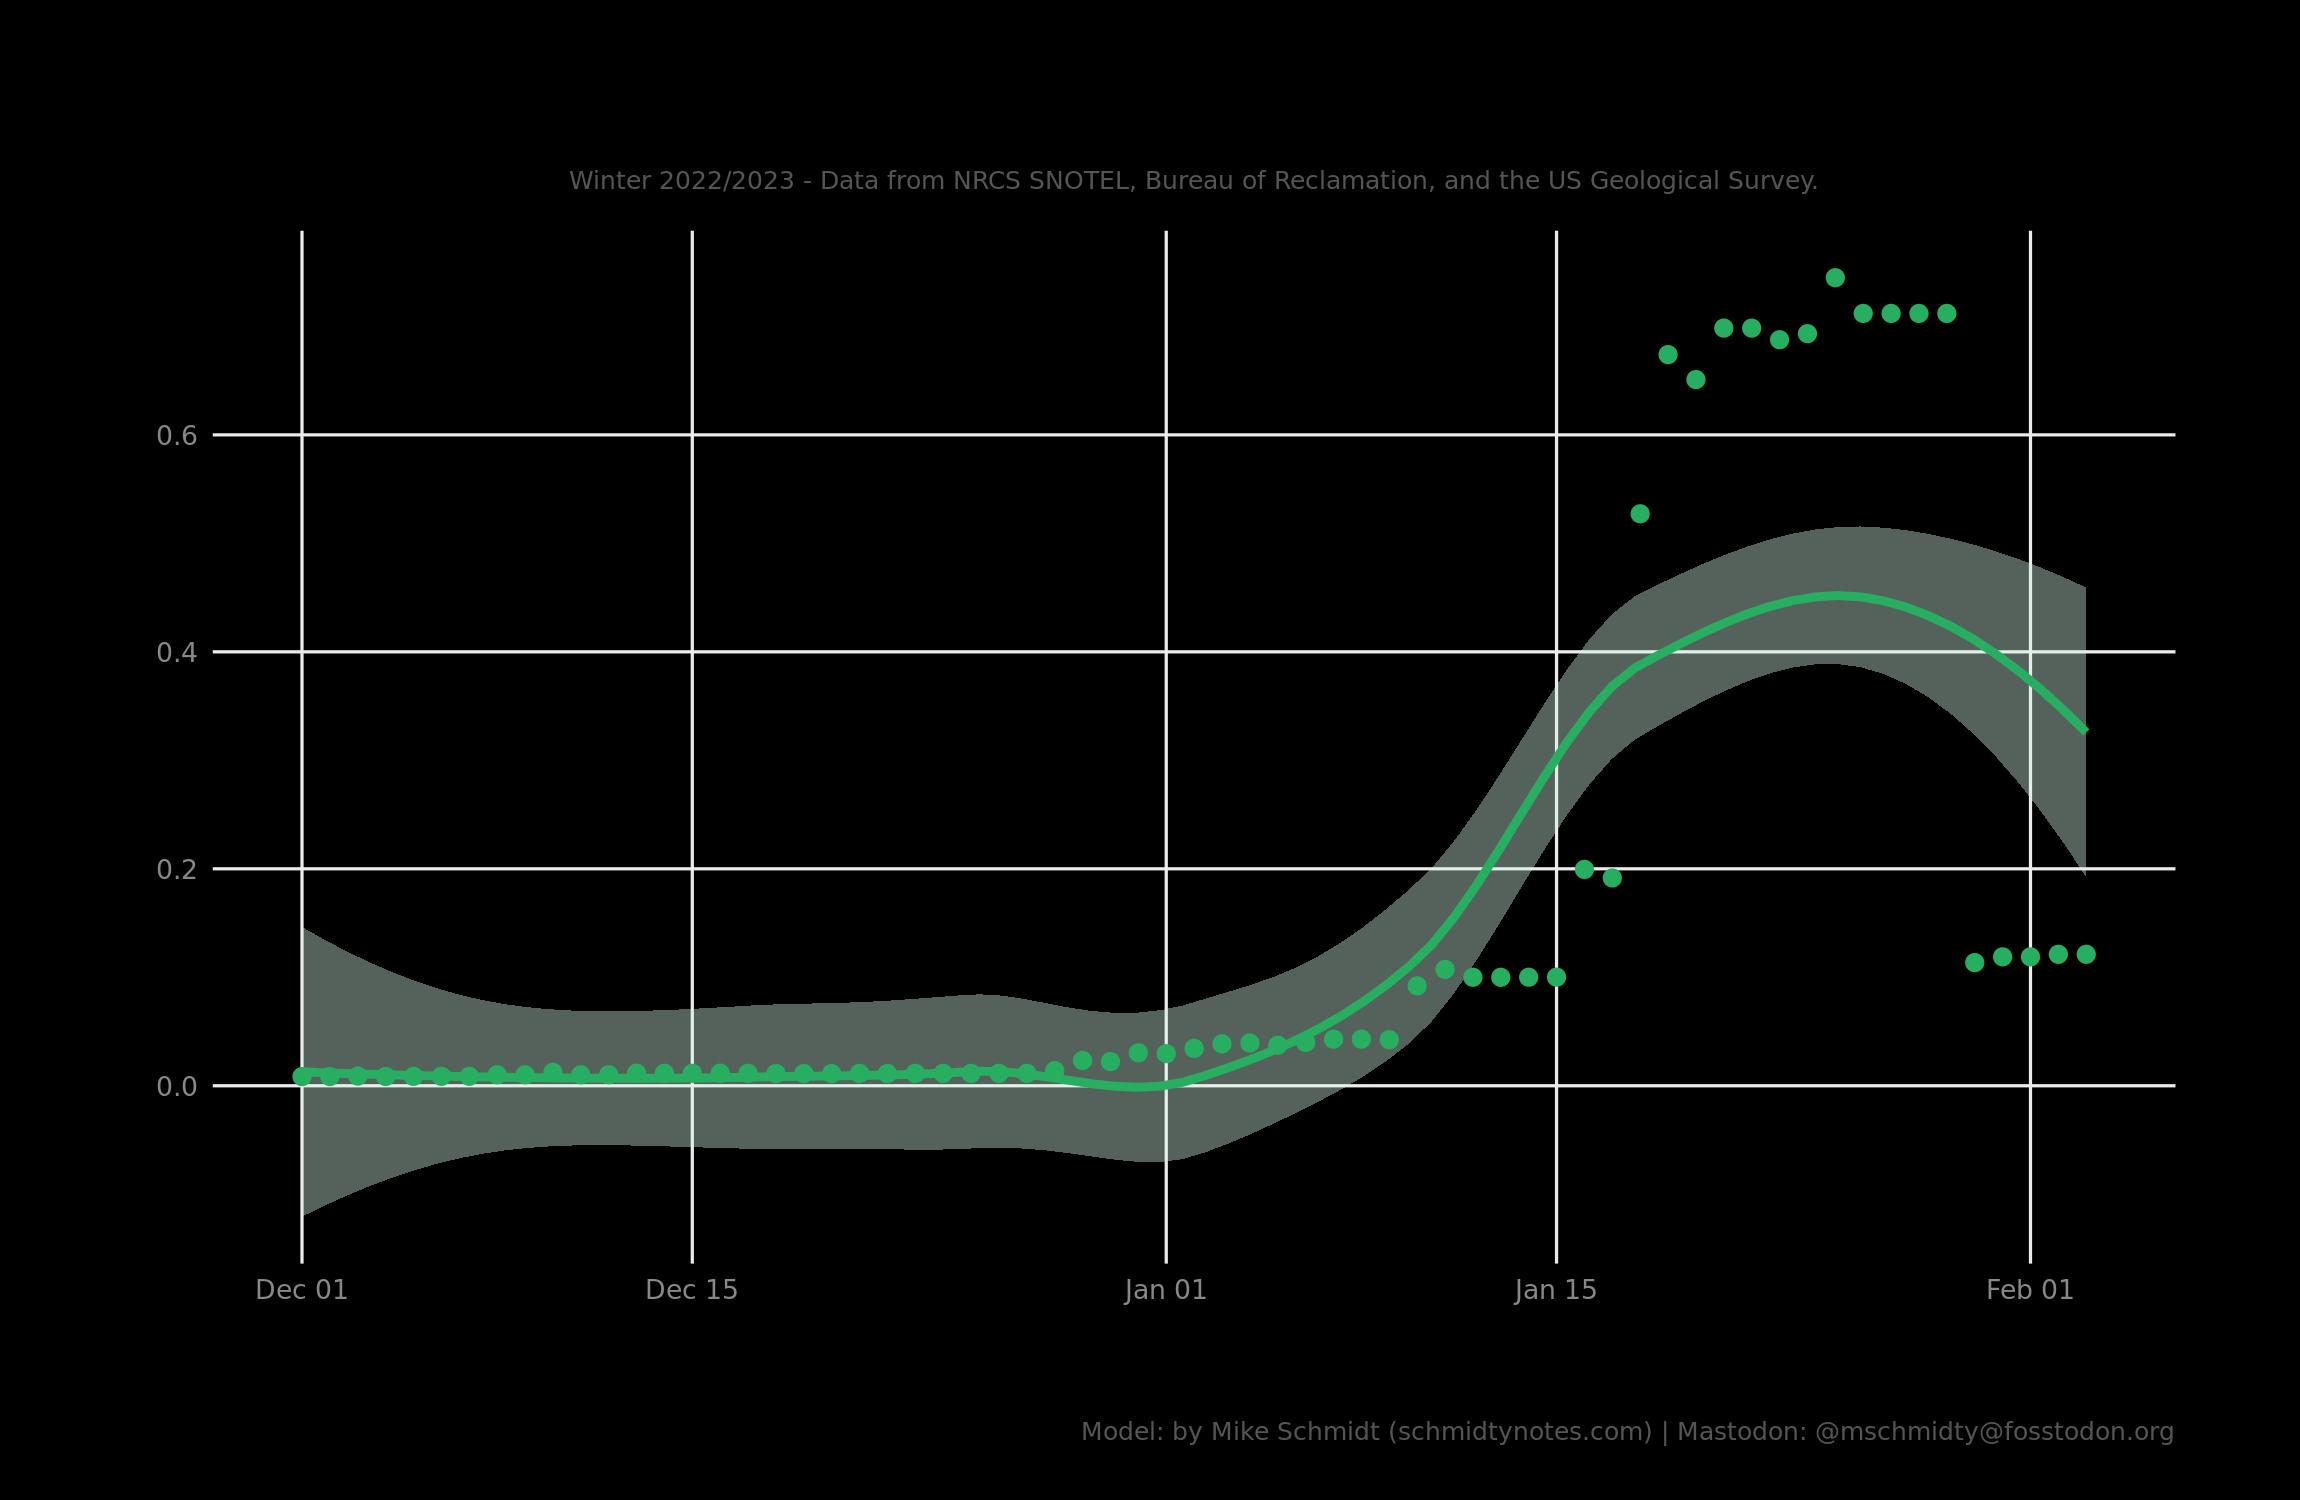 Winter 2022/2023 - Data from NRCS SNOTEL, Bureau of Reclamation, and the US Geological Survey.
0.6
0.4
0.2
0.0
Dec 01 Dec 15 Jan 01 Jan 15 Feb 01
Model: by Mike Schmidt (schmidtynotes.com) | Mastodon: @mschmidty@fosstodon.org